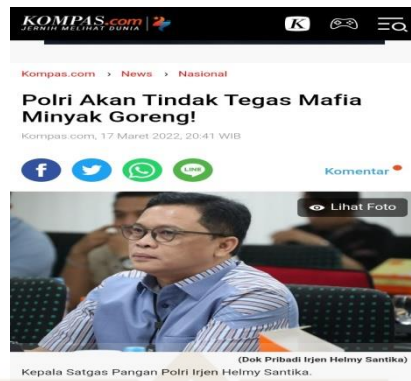 KOMPAS.com
JERNIH MELIHAT DUNIA
K
Kompas.com > News > Nasional
Polri Akan Tindak Tegas Mafia
Minyak Goreng!
Kompas.com, 17 Maret 2022, 20:41 WIB
f
LINE
Komentar
Lihat Foto
(Dok Pribadi Irjen Helmy Santika)
Kepala Satgas Pangan Polri Irjen Helmy Santika.